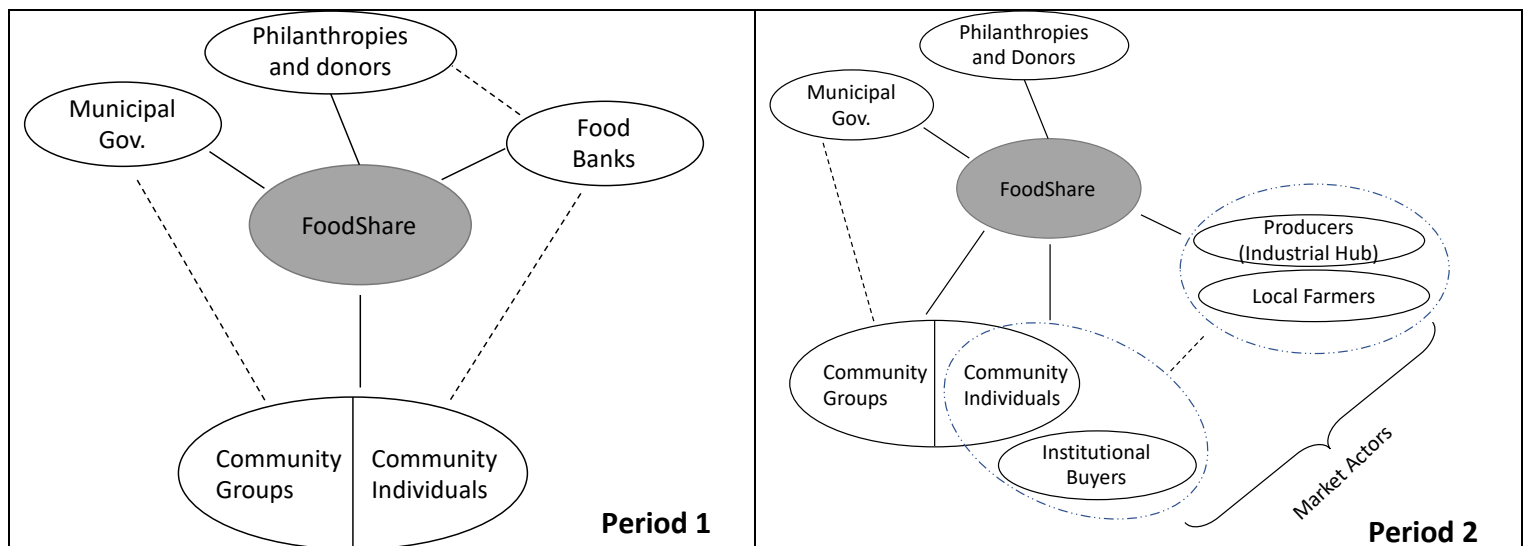 Philanthropies
and donors
Municipal
Gov.
Food
Banks
FoodShare
Community
Groups
Community
Individuals
Period 1
Philanthropies
and Donors
Municipal
Gov.
FoodShare
Producers
(Industrial Hub)
Local Farmers
Community
Groups
Community
Individuals
Institutional
Buyers
Market Actors
Period 2